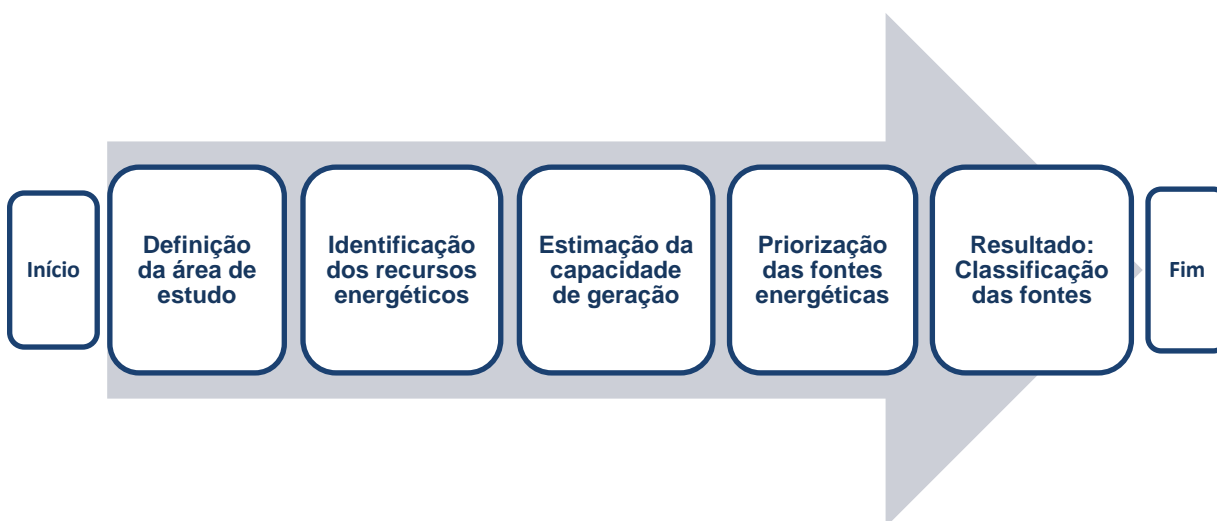 Início
Definição
da área de
estudo
Identificação
dos recursos
energéticos
Estimação da
capacidade
de geração
Priorização
das fontes
energéticas
Resultado:
Classificação
das fontes
Fim